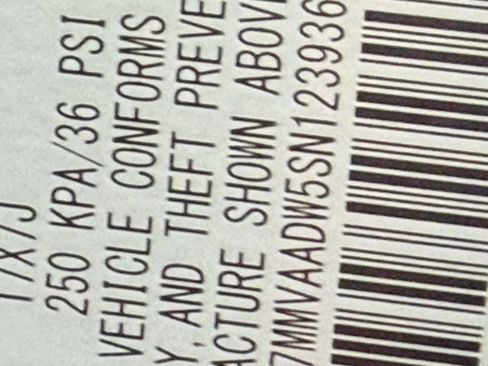 250 KPA/36 PSI
VEHICLE CONFORMS
Y, AND THEFT PREVE
ACTURE SHOWN ABOV
7MMVAADW5SN123936